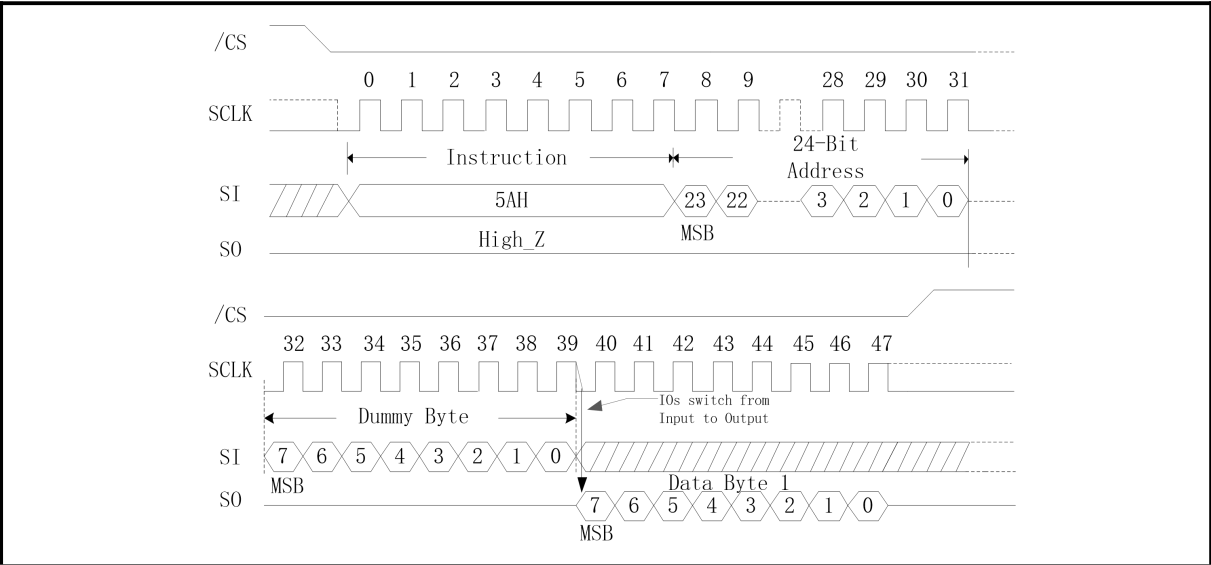 /CS
0 1 2 3 4 5 6 7 8 9 28 29 30 31
SCLK
Instruction
24-Bit
Address
SI
5AH
23 22 3 2 1 0
MSB
High_Z
SO
/CS
32 33 34 35 36 37 38 39 40 41 42 43 44 45 46 47
SCLK
IOs switch from
Input to Output
Dummy Byte
SI
7 6 5 4 3 2 1 0
MSB
Data Byte 1
SO
7 6 5 4 3 2 1 0
MSB